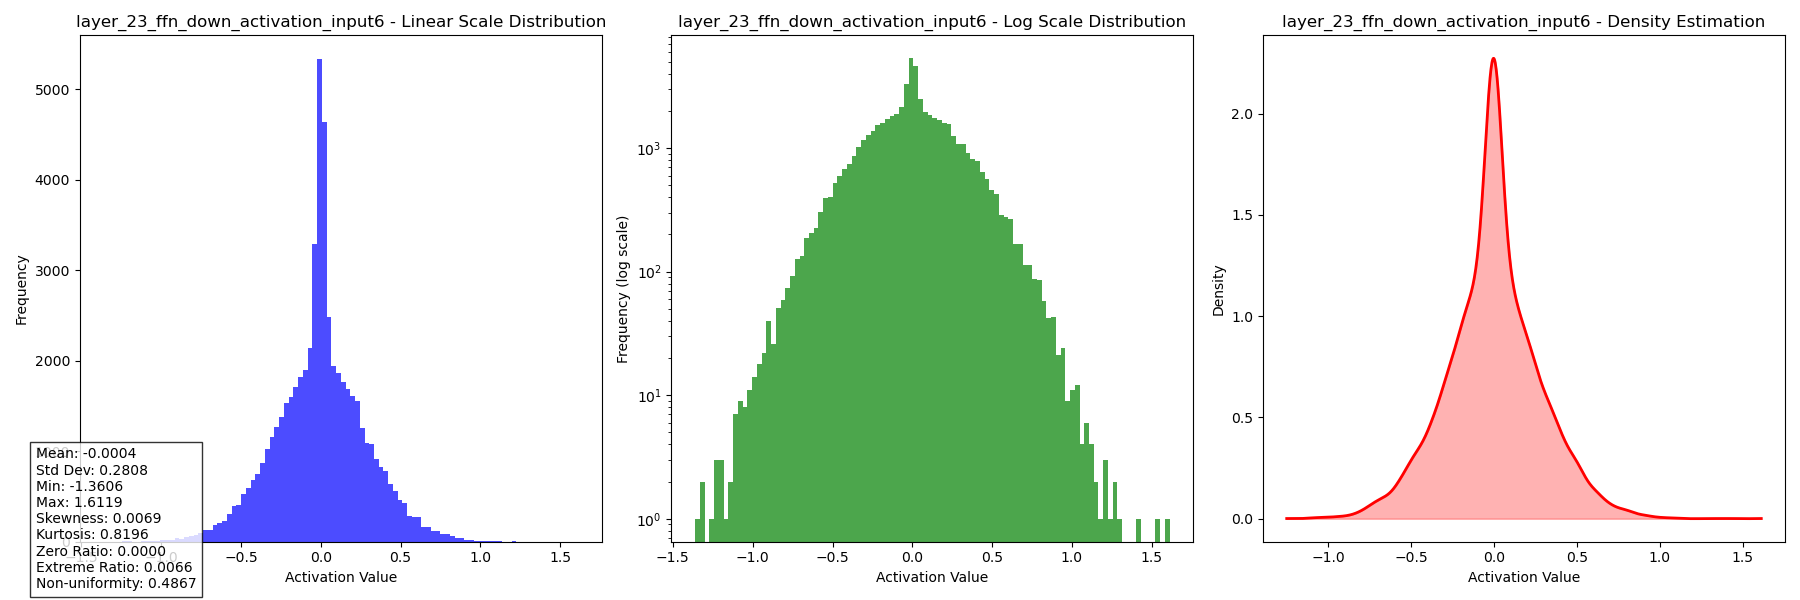 layer_23_ffn_down_activation_input6 - Linear Scale Distribution
5000
4000
3000
2000
Frequency
−0.5
0.0
0.5
1.0
1.5
Activation Value
Mean: -0.0004
Std Dev: 0.2808
Min: -1.3606
Max: 1.6119
Skewness: 0.0069
Kurtosis: 0.8196
Zero Ratio: 0.0000
Extreme Ratio: 0.0066
Non-uniformity: 0.4867
layer_23_ffn_down_activation_input6 - Log Scale Distribution
10³
10²
10¹
10⁰
Frequency (log scale)
−1.5
−1.0
−0.5
0.0
0.5
1.0
1.5
Activation Value
layer_23_ffn_down_activation_input6 - Density Estimation
2.0
1.5
1.0
0.5
0.0
Density
−1.0
−0.5
0.0
0.5
1.0
1.5
Activation Value